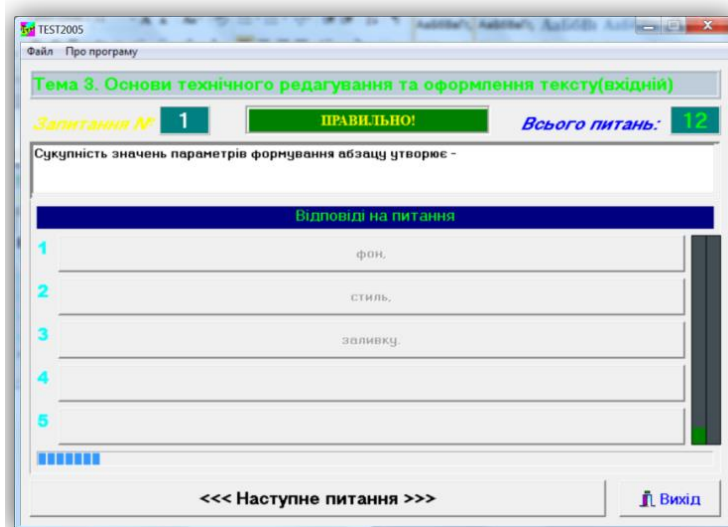 TEST2005
Файл Про програму
Тема 3. Основи технічного редагування та оформлення тексту(вхідній)
Запитання № 1 ПРАВИЛЬНО! Всього питань: 12
Сукупність значень параметрів формування абзацу утворює -
Відповіді на питання
1 фон,
2 стиль,
3 заливку.
4
5
<<< Наступне питання >>> Вихід